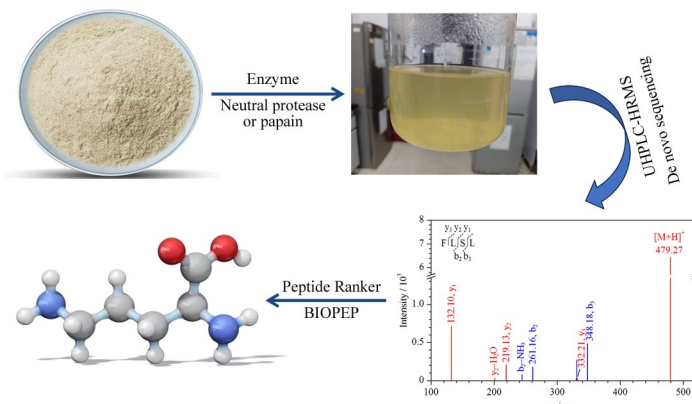 Enzyme
Neutral protease
or papain
UHPLC-HRMS
De novo sequencing
Peptide Ranker
BIOPEP
Intensity / 10⁵
8
7
6
1.0
0.5
0
100
200
300
400
500
y₃ y₂ y₁
F L S L
b₂ b₃
[M+H]⁺
479.27
132.10, y₁
y₂-H₂O
219.13, y₂
b₂-NH₃
261.16, b₂
332.21, y₃
348.18, b₃